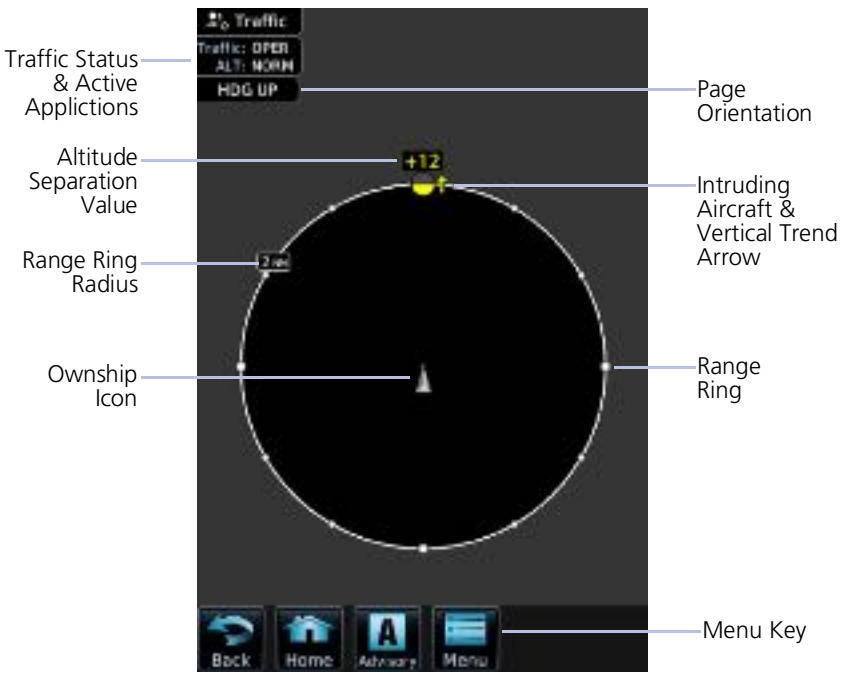 Traffic
Traffic: OPER
ALT: NORM
HDG UP
Traffic Status
& Active
Applictions
Page
Orientation
Altitude
Separation
Value
+12
Intruding
Aircraft &
Vertical Trend
Arrow
Range Ring
Radius
2 NM
Ownship
Icon
Range
Ring
Back
Home
A
Advisory
Menu
Menu Key